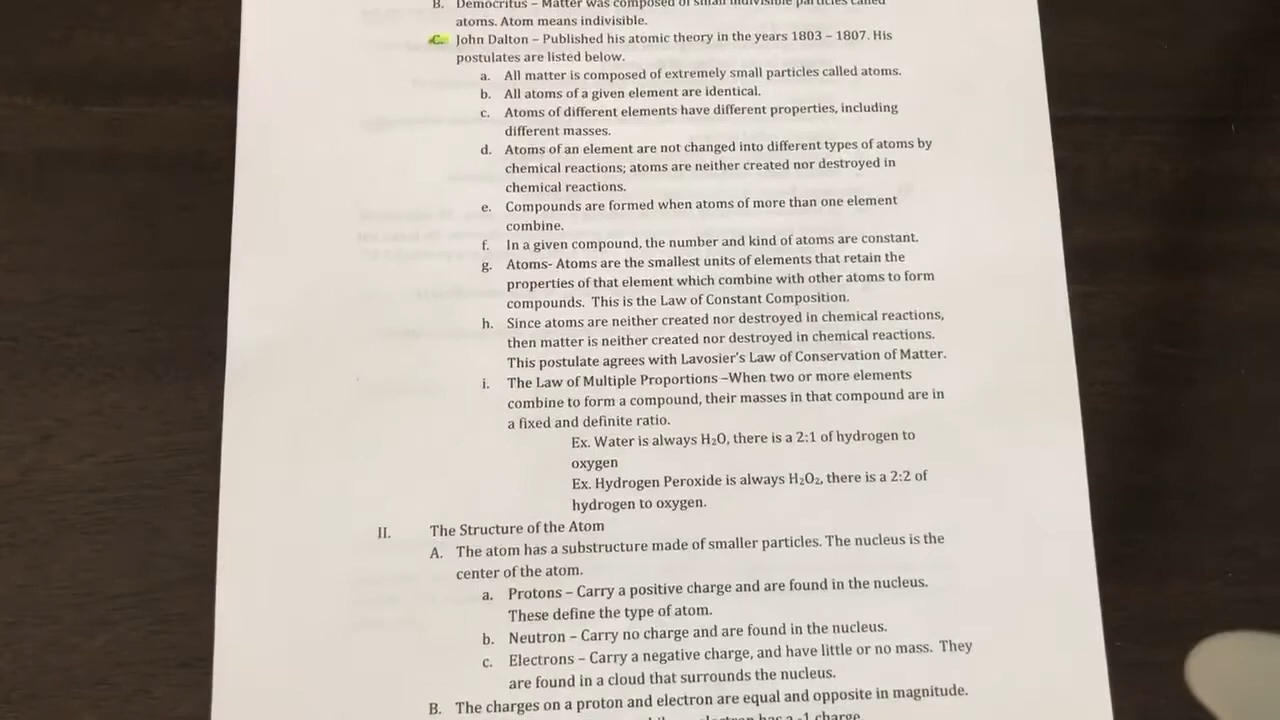 B. Democritus – Matter was composed of small indivisible particles called
atoms. Atom means indivisible.
C. John Dalton – Published his atomic theory in the years 1803 – 1807. His
postulates are listed below.
a. All matter is composed of extremely small particles called atoms.
b. All atoms of a given element are identical.
c. Atoms of different elements have different properties, including
different masses.
d. Atoms of an element are not changed into different types of atoms by
chemical reactions; atoms are neither created nor destroyed in
chemical reactions.
e. Compounds are formed when atoms of more than one element
combine.
f. In a given compound, the number and kind of atoms are constant.
g. Atoms- Atoms are the smallest units of elements that retain the
properties of that element which combine with other atoms to form
compounds. This is the Law of Constant Composition.
h. Since atoms are neither created nor destroyed in chemical reactions,
then matter is neither created nor destroyed in chemical reactions.
This postulate agrees with Lavosier's Law of Conservation of Matter.
i. The Law of Multiple Proportions –When two or more elements
combine to form a compound, their masses in that compound are in
a fixed and definite ratio.
Ex. Water is always H₂O, there is a 2:1 of hydrogen to
oxygen
Ex. Hydrogen Peroxide is always H₂O₂, there is a 2:2 of
hydrogen to oxygen.
II. The Structure of the Atom
A. The atom has a substructure made of smaller particles. The nucleus is the
center of the atom.
a. Protons – Carry a positive charge and are found in the nucleus.
These define the type of atom.
b. Neutron – Carry no charge and are found in the nucleus.
c. Electrons – Carry a negative charge, and have little or no mass. They
are found in a cloud that surrounds the nucleus.
B. The charges on a proton and electron are equal and opposite in magnitude.
electron has a -1 charge